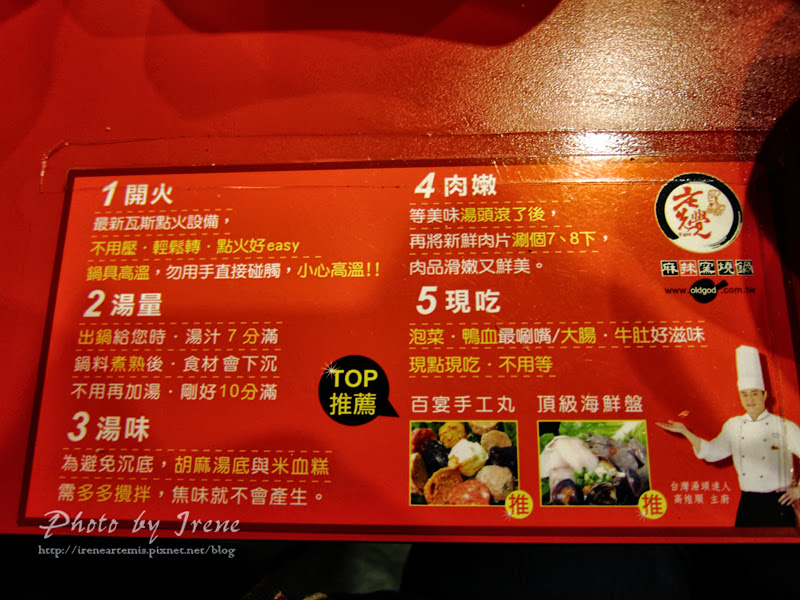 1 開火
最新瓦斯點火設備，
不用壓·輕鬆轉·點火好easy
鍋具高溫，勿用手直接碰觸，小心高溫!!
2 湯量
出鍋給您時·湯汁7分滿
鍋料煮熟後·食材會下沉
不用再加湯·剛好10分滿
3 湯味
為避免沉底，胡麻湯底與米血糕
需多多攪拌，焦味就不會產生。
TOP
推薦
4 肉嫩
等美味湯頭滾了後，
再將新鮮肉片涮個7、8下，
肉品滑嫩又鮮美。
5 現吃
泡菜·鴨血最唰嘴/大腸·牛肚好滋味
現點現吃·不用等
百宴手工丸
推
頂級海鮮盤
推
麻辣窯燒鍋
www.oldgod.com.tw
台灣湯頭達人
高維順 主廚
Photo by Irene
http://ireneartemis.pixnet.net/blog